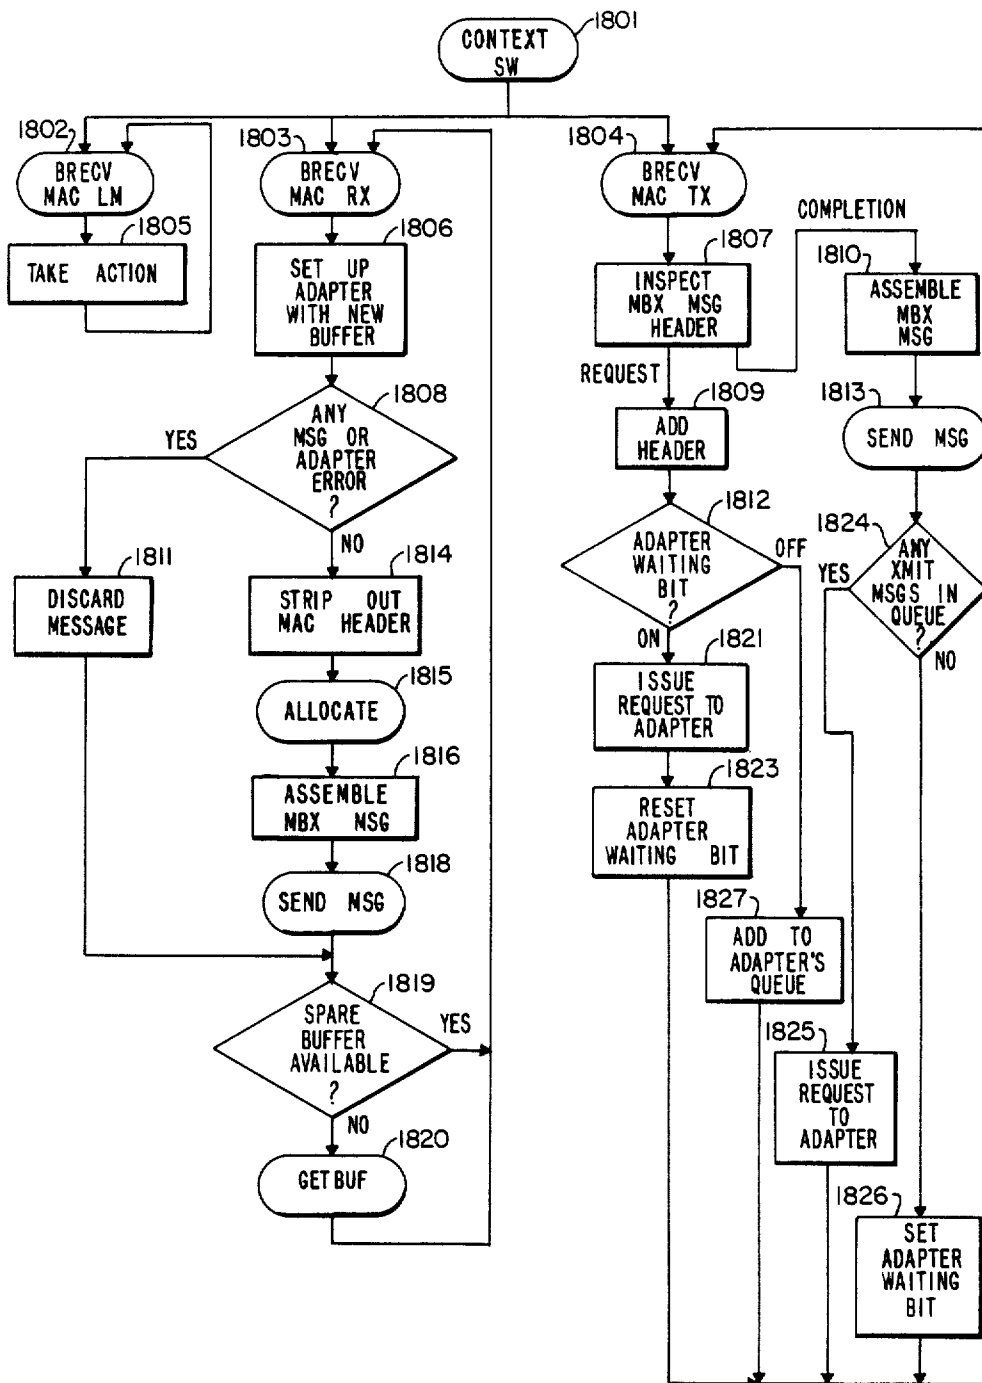 1801
CONTEXT
SW
1802
BRECV
MAC LM
1805
TAKE ACTION
1803
BRECV
MAC RX
1806
SET UP
ADAPTER
WITH NEW
BUFFER
1808
ANY
MSG OR
ADAPTER
ERROR
?
YES
NO
1811
DISCARD
MESSAGE
1814
STRIP OUT
MAC HEADER
1815
ALLOCATE
1816
ASSEMBLE
MBX MSG
1818
SEND MSG
1819
SPARE
BUFFER
AVAILABLE
?
YES
NO
1820
GETBUF
1804
BRECV
MAC TX
1807
INSPECT
MBX MSG
HEADER
COMPLETION
REQUEST
1809
ADD
HEADER
1812
ADAPTER
WAITING
BIT
?
OFF
ON
1821
ISSUE
REQUEST TO
ADAPTER
1823
RESET
ADAPTER
WAITING BIT
1827
ADD TO
ADAPTER'S
QUEUE
1810
ASSEMBLE
MBX
MSG
1813
SEND MSG
1824
ANY
XMIT
MSGS IN
QUEUE
?
YES
NO
1825
ISSUE
REQUEST
TO
ADAPTER
1826
SET
ADAPTER
WAITING
BIT